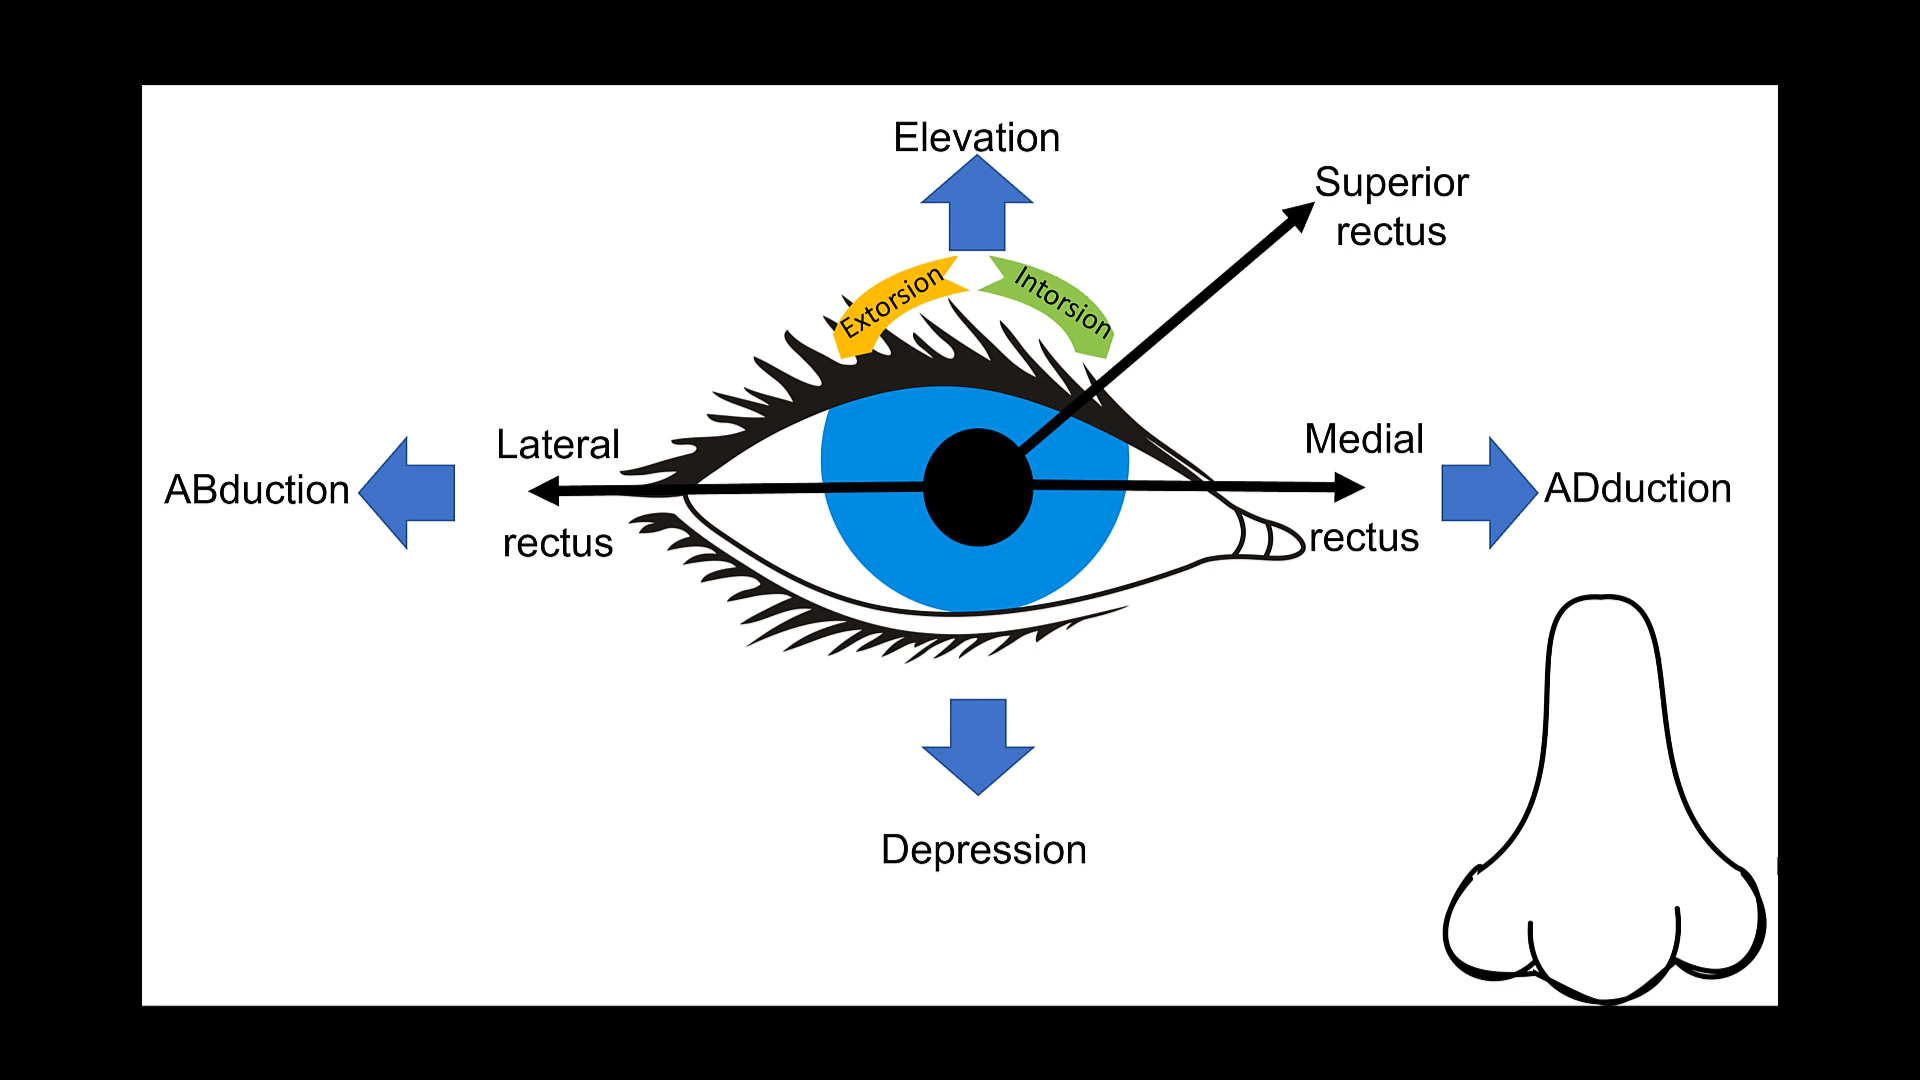 Elevation
Superior
rectus
Extorsion
Intorsion
Lateral
rectus
Medial
rectus
ABduction
ADduction
Depression